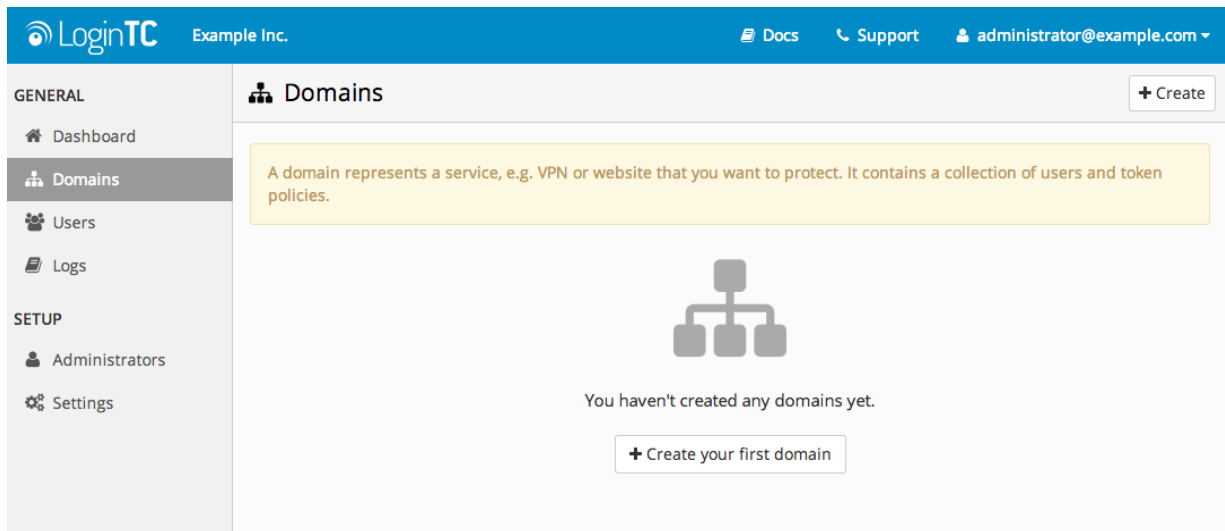 LoginTC
Example Inc.
Docs
Support
administrator@example.com
GENERAL
Dashboard
Domains
Users
Logs
SETUP
Administrators
Settings
Domains
Create
A domain represents a service, e.g. VPN or website that you want to protect. It contains a collection of users and token
policies.
You haven't created any domains yet.
Create your first domain